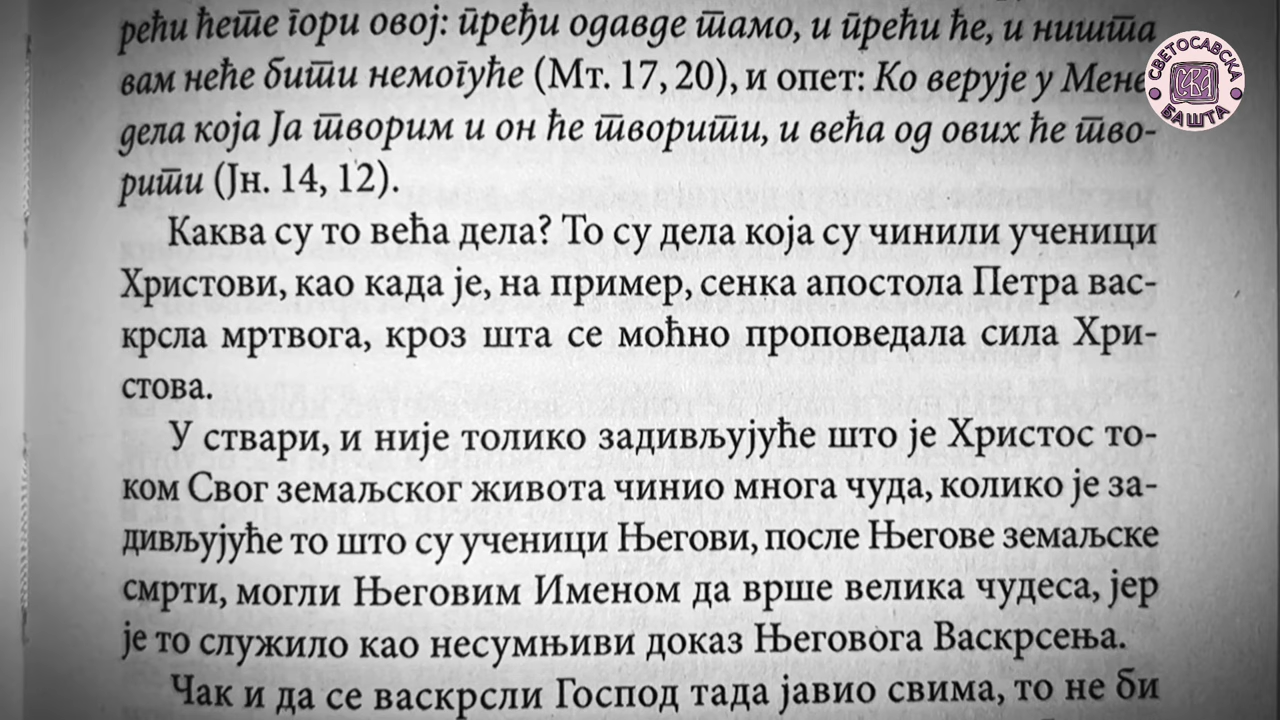 рећи ћете гори овој: пређи одавде тамо, и прећи ће, и ништа
вам неће бити немогуће (Мт. 17, 20), и опет: Ко верује у Мене
дела која Ја творим и он ће творити, и већа од ових ће тво-
рити (Јн. 14, 12).
Каква су то већа дела? То су дела која су чинили ученици
Христови, као када је, на пример, сенка апостола Петра вас-
крсла мртвога, кроз шта се моћно проповедала сила Хри-
стова.
У ствари, и није толико задивљујуће што је Христос то-
ком Свог земаљског живота чинио многа чуда, колико је за-
дивљујуће то што су ученици Његови, после Његове земаљске
смрти, могли Његовим Именом да врше велика чудеса, јер
је то служило као несумњиви доказ Његовога Васкрсења.
Чак и да се васкрсли Господ тада јавио свима, то не би
СВЕТОСАВСКА
БАШТА